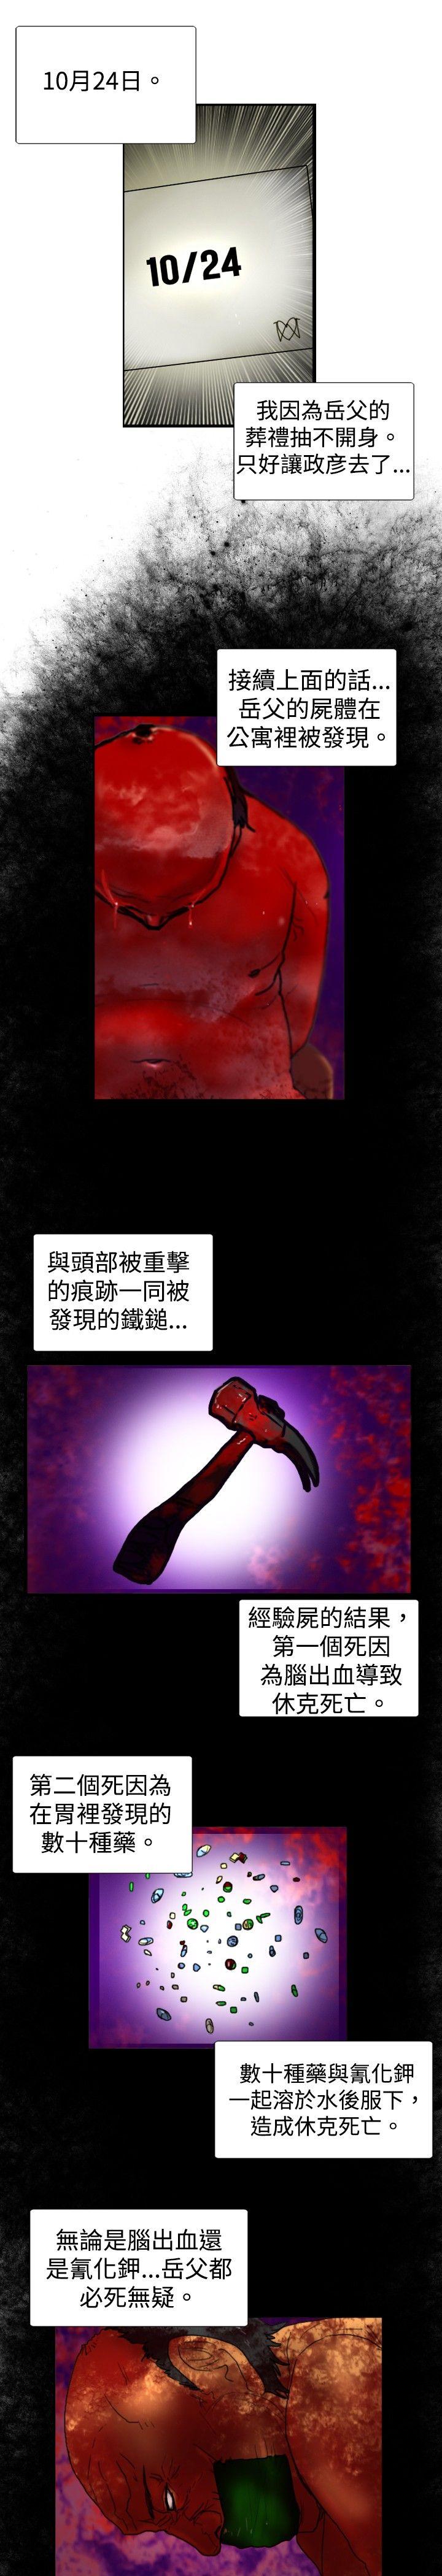 10月24日。
10/24
我因為岳父的
葬禮抽不開身。
只好讓政彦去了...
接續上面的話...
岳父的屍體在
公寓裡被發現。
與頭部被重擊
的痕跡一同被
發現的鐵鎚...
經驗屍的結果，
第一個死因
為腦出血導致
休克死亡。
第二個死因為
在胃裡發現的
數十種藥。
數十種藥與氰化鉀
一起溶於水後服下，
造成休克死亡。
無論是腦出血還
是氰化鉀...岳父都
必死無疑。